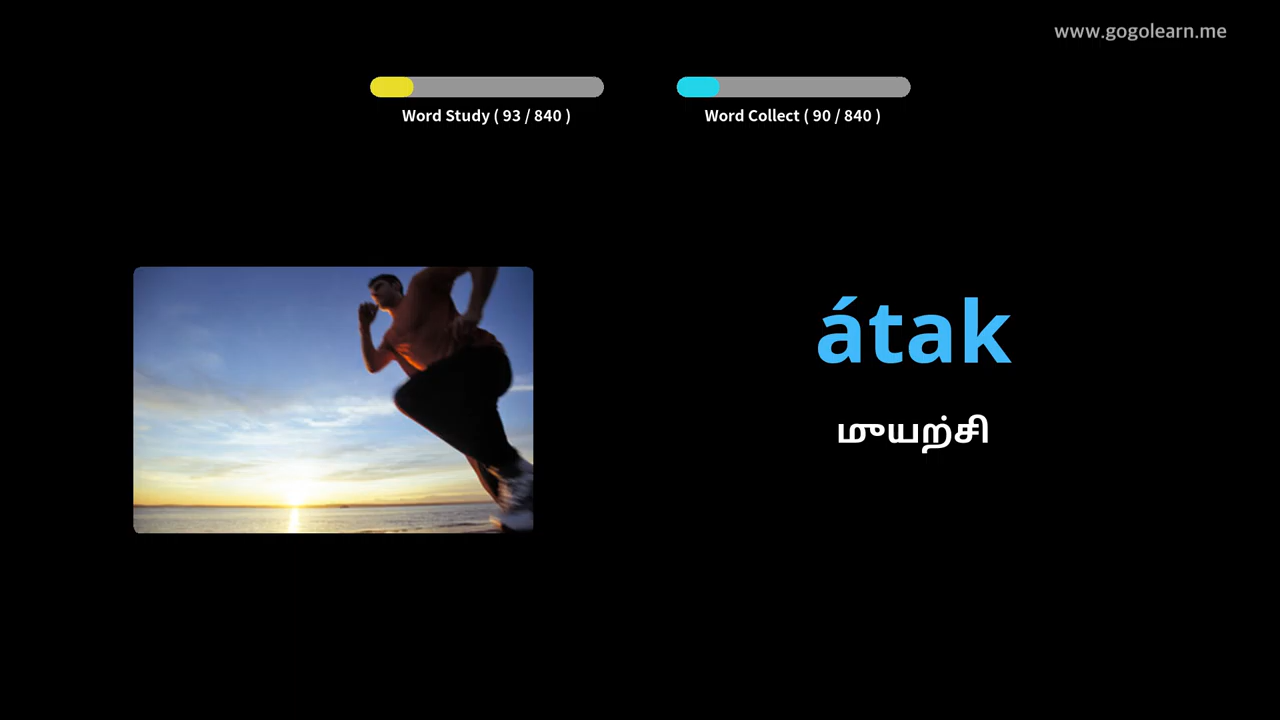 www.gogolearn.me
Word Study ( 93 / 840 )
Word Collect ( 90 / 840 )
átak
முயற்சி